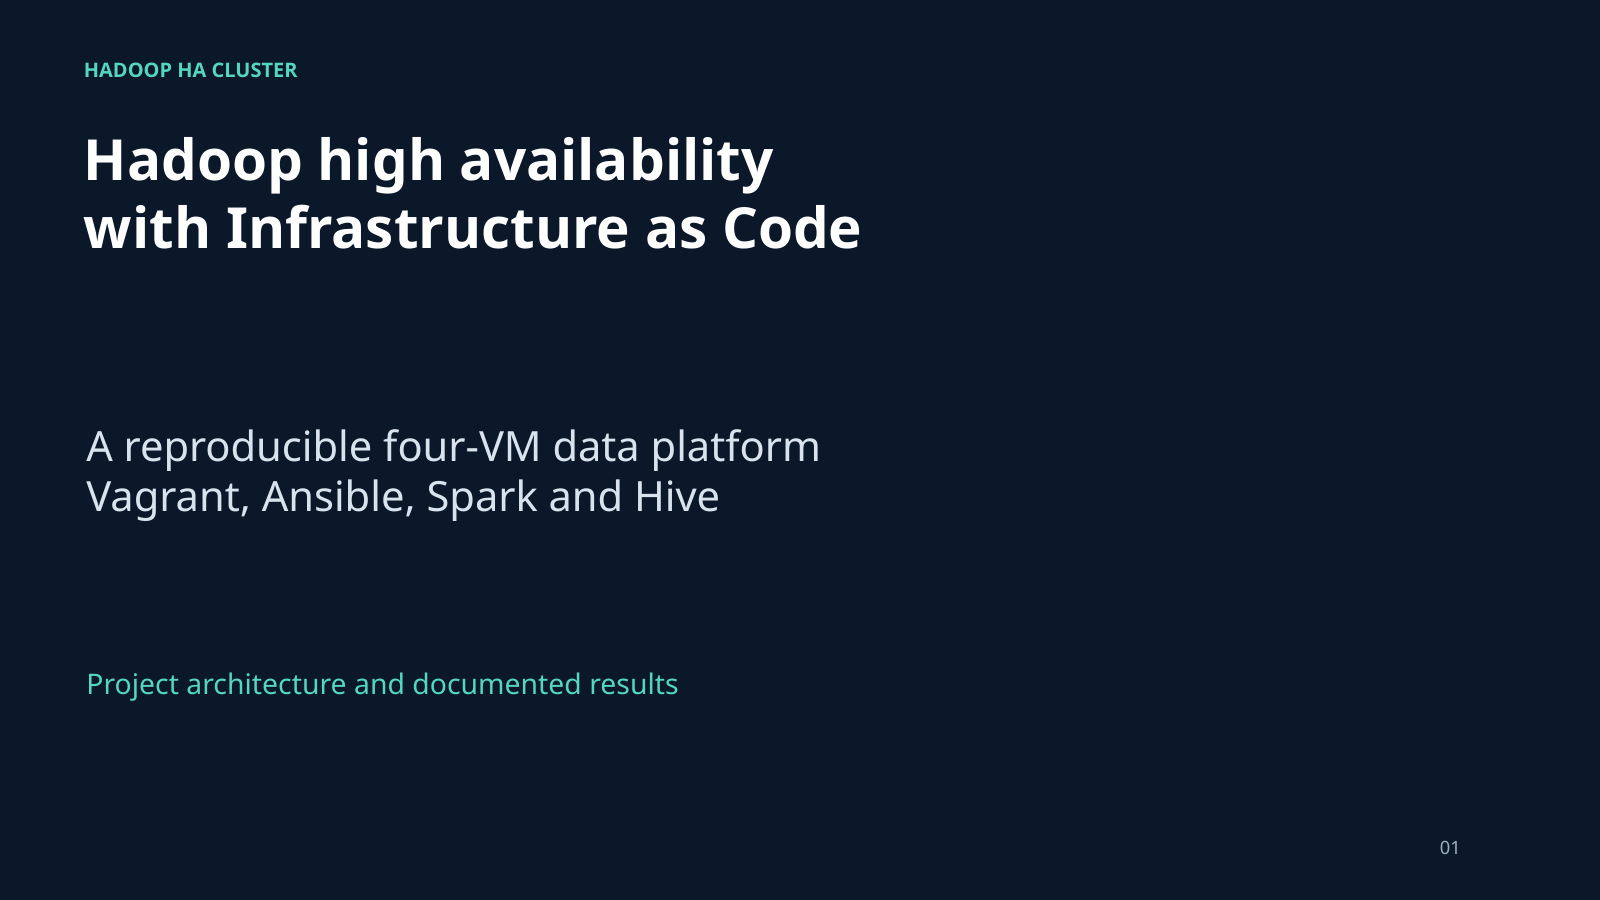 HADOOP HA CLUSTER
Hadoop high availability
with Infrastructure as Code
A reproducible four-VM data platform
Vagrant, Ansible, Spark and Hive
Project architecture and documented results
01